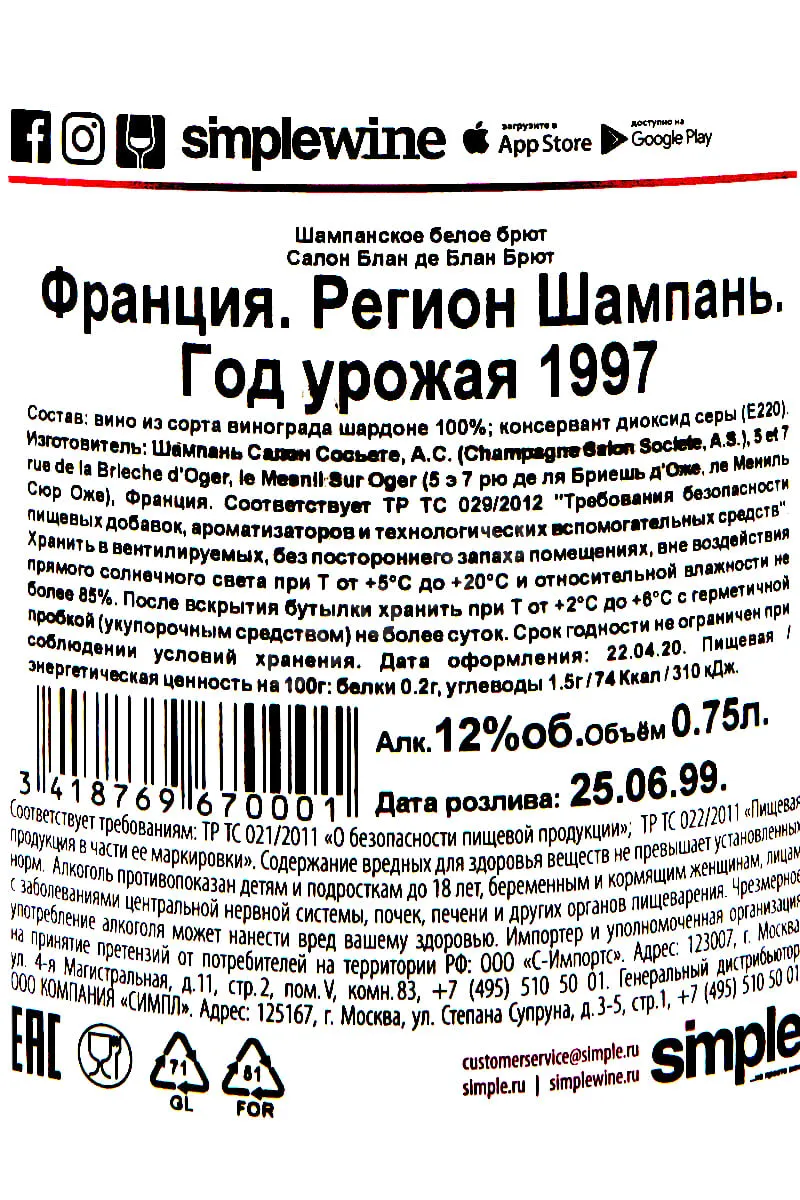 simplewine загрузите в App Store доступно на Google Play
Шампанское белое брют
Салон Блан де Блан Брют
Франция. Регион Шампань.
Год урожая 1997
Состав: вино из сорта винограда шардоне 100%; консервант диоксид серы (E220).
Изготовитель: Шампань Салон Сосьете, А.С. (Champagne Salon Societe, A.S.), 5 et 7
rue de la Brieche d'Oger, le Mesnil Sur Oger (5 э 7 рю де ля Бриешь д'Оже, ле Мениль
Сюр Оже), Франция. Соответствует ТР ТС 029/2012 "Требования безопасности
пищевых добавок, ароматизаторов и технологических вспомогательных средств"
Хранить в вентилируемых, без постороннего запаха помещениях, вне воздействия
прямого солнечного света при Т от +5°С до +20°С и относительной влажности не
более 85%. После вскрытия бутылки хранить при Т от +2°С до +6°С с герметичной
пробкой (укупорочным средством) не более суток. Срок годности не ограничен при
соблюдении условий хранения. Дата оформления: 22.04.20. Пищевая /
энергетическая ценность на 100г: белки 0.2г, углеводы 1.5г / 74 Ккал / 310 кДж.
Алк. 12%об. Объём 0.75л.
3 418769 670001
Дата розлива: 25.06.99.
Соответствует требованиям: ТР ТС 021/2011 «О безопасности пищевой продукции»; ТР ТС 022/2011 «Пищевая
продукция в части ее маркировки». Содержание вредных для здоровья веществ не превышает установленных
норм. Алкоголь противопоказан детям и подросткам до 18 лет, беременным и кормящим женщинам, лицам
с заболеваниями центральной нервной системы, почек, печени и других органов пищеварения. Чрезмерное
употребление алкоголя может нанести вред вашему здоровью. Импортер и уполномоченная организация
на принятие претензий от потребителей на территории РФ: ООО «С-Импортс». Адрес: 123007, г. Москва
ул. 4-я Магистральная, д.11, стр.2, пом.V, комн.83, +7 (495) 510 50 01. Генеральный дистрибьютор
ООО КОМПАНИЯ «СИМПЛ». Адрес: 125167, г. Москва, ул. Степана Супруна, д.3-5, стр.1, +7 (495) 510 50 01
EAC
71
GL
81
FOR
customerservice@simple.ru
simple.ru | simplewine.ru
simple